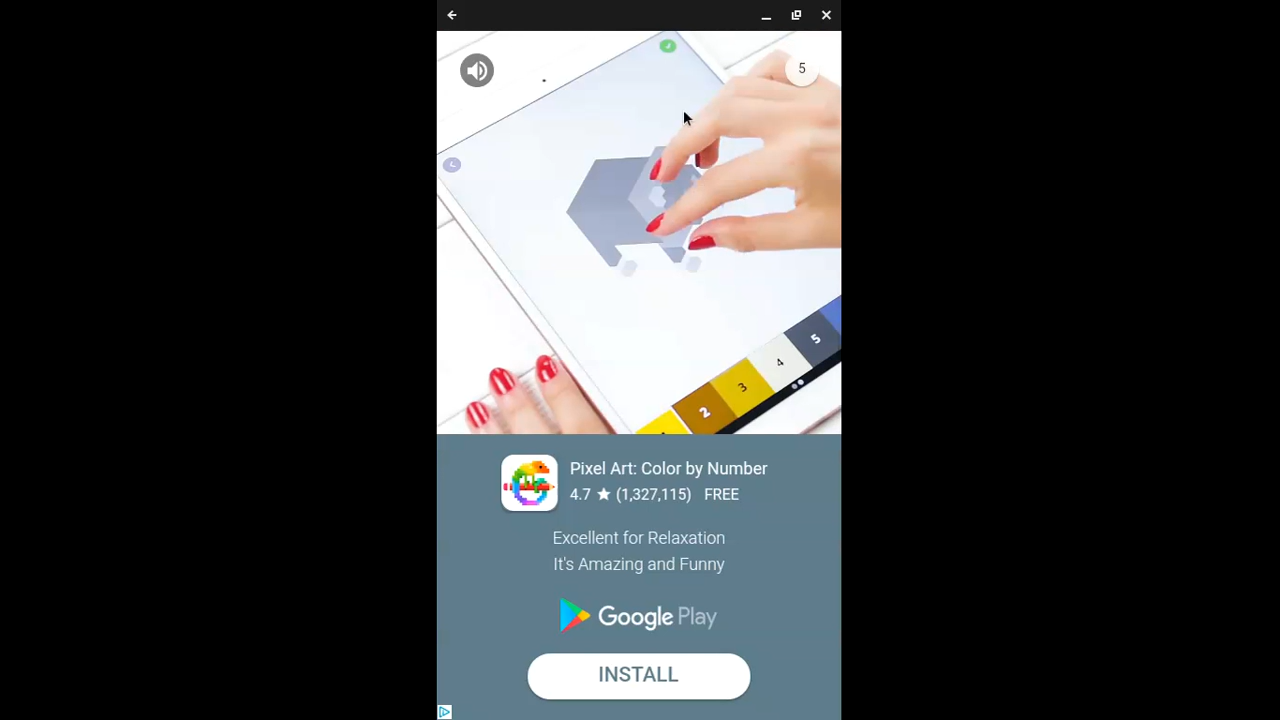 5
5
4
3
2
Pixel Art: Color by Number
4.7 ★ (1,327,115) FREE
Excellent for Relaxation
It's Amazing and Funny
Google Play
INSTALL